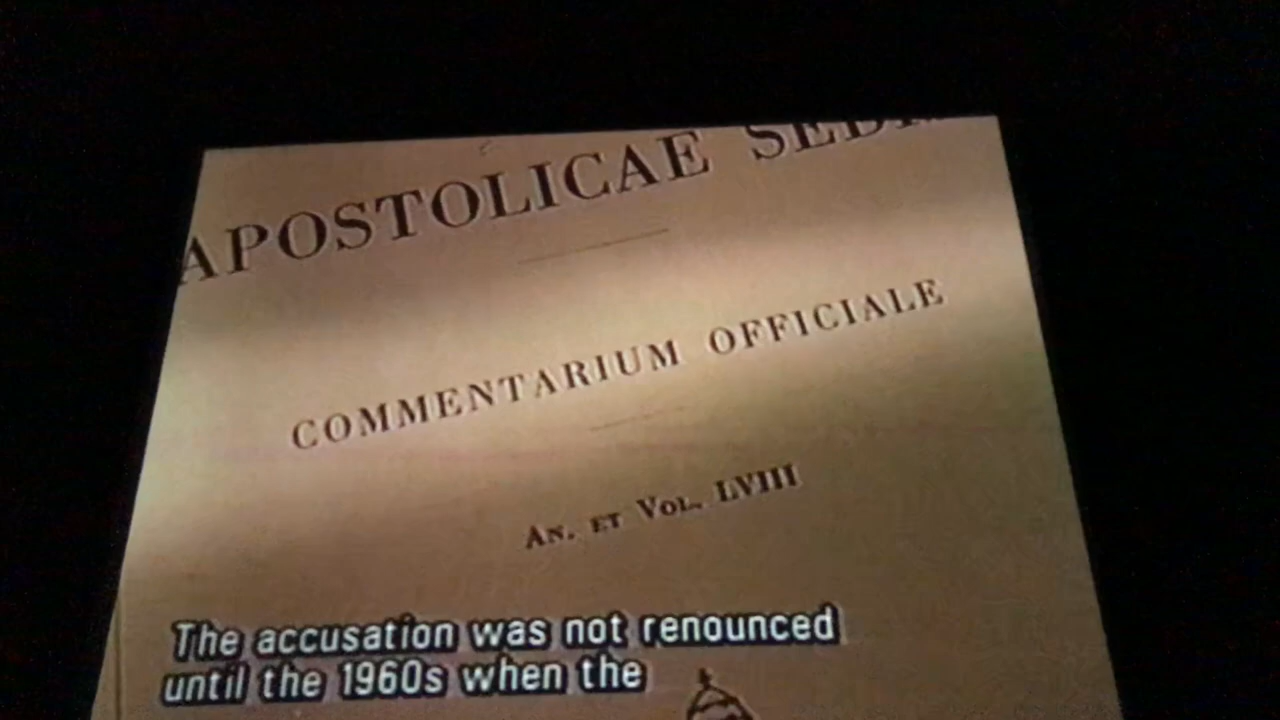 APOSTOLICAE
COMMENTARIUM OFFICIALE
AN. ET VOL. LVIII
The accusation was not renounced
until the 1960s when the